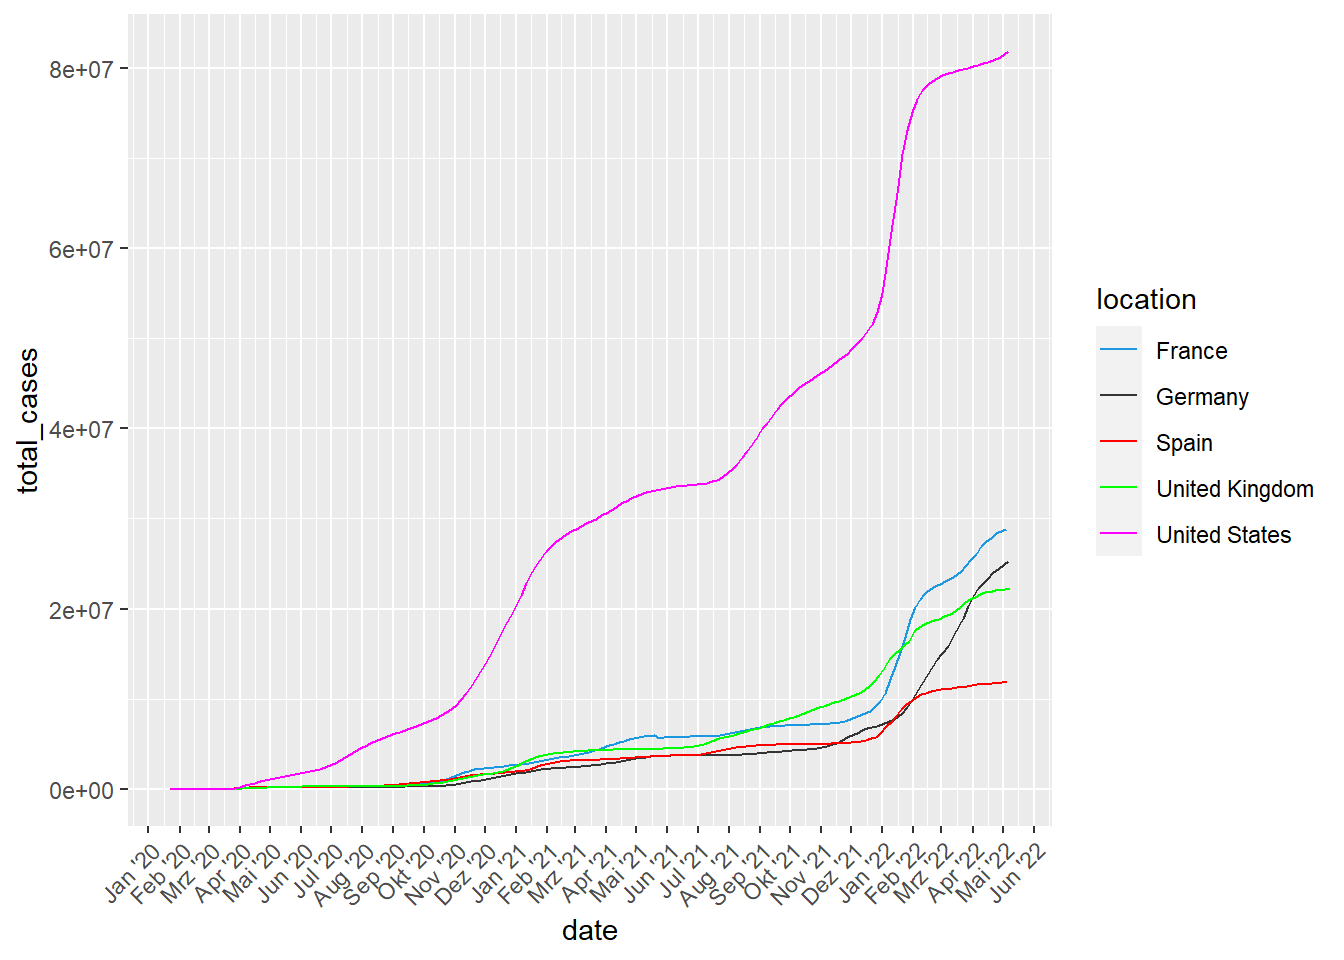 8e+07
6e+07
4e+07
2e+07
0e+00
total_cases
Jan '20
Feb '20
Mrz '20
Apr '20
Mai '20
Jun '20
Jul '20
Aug '20
Sep '20
Okt '20
Nov '20
Dez '20
Jan '21
Feb '21
Mrz '21
Apr '21
Mai '21
Jun '21
Jul '21
Aug '21
Sep '21
Okt '21
Nov '21
Dez '21
Jan '22
Feb '22
Mrz '22
Apr '22
Mai '22
Jun '22
date
location
France
Germany
Spain
United Kingdom
United States